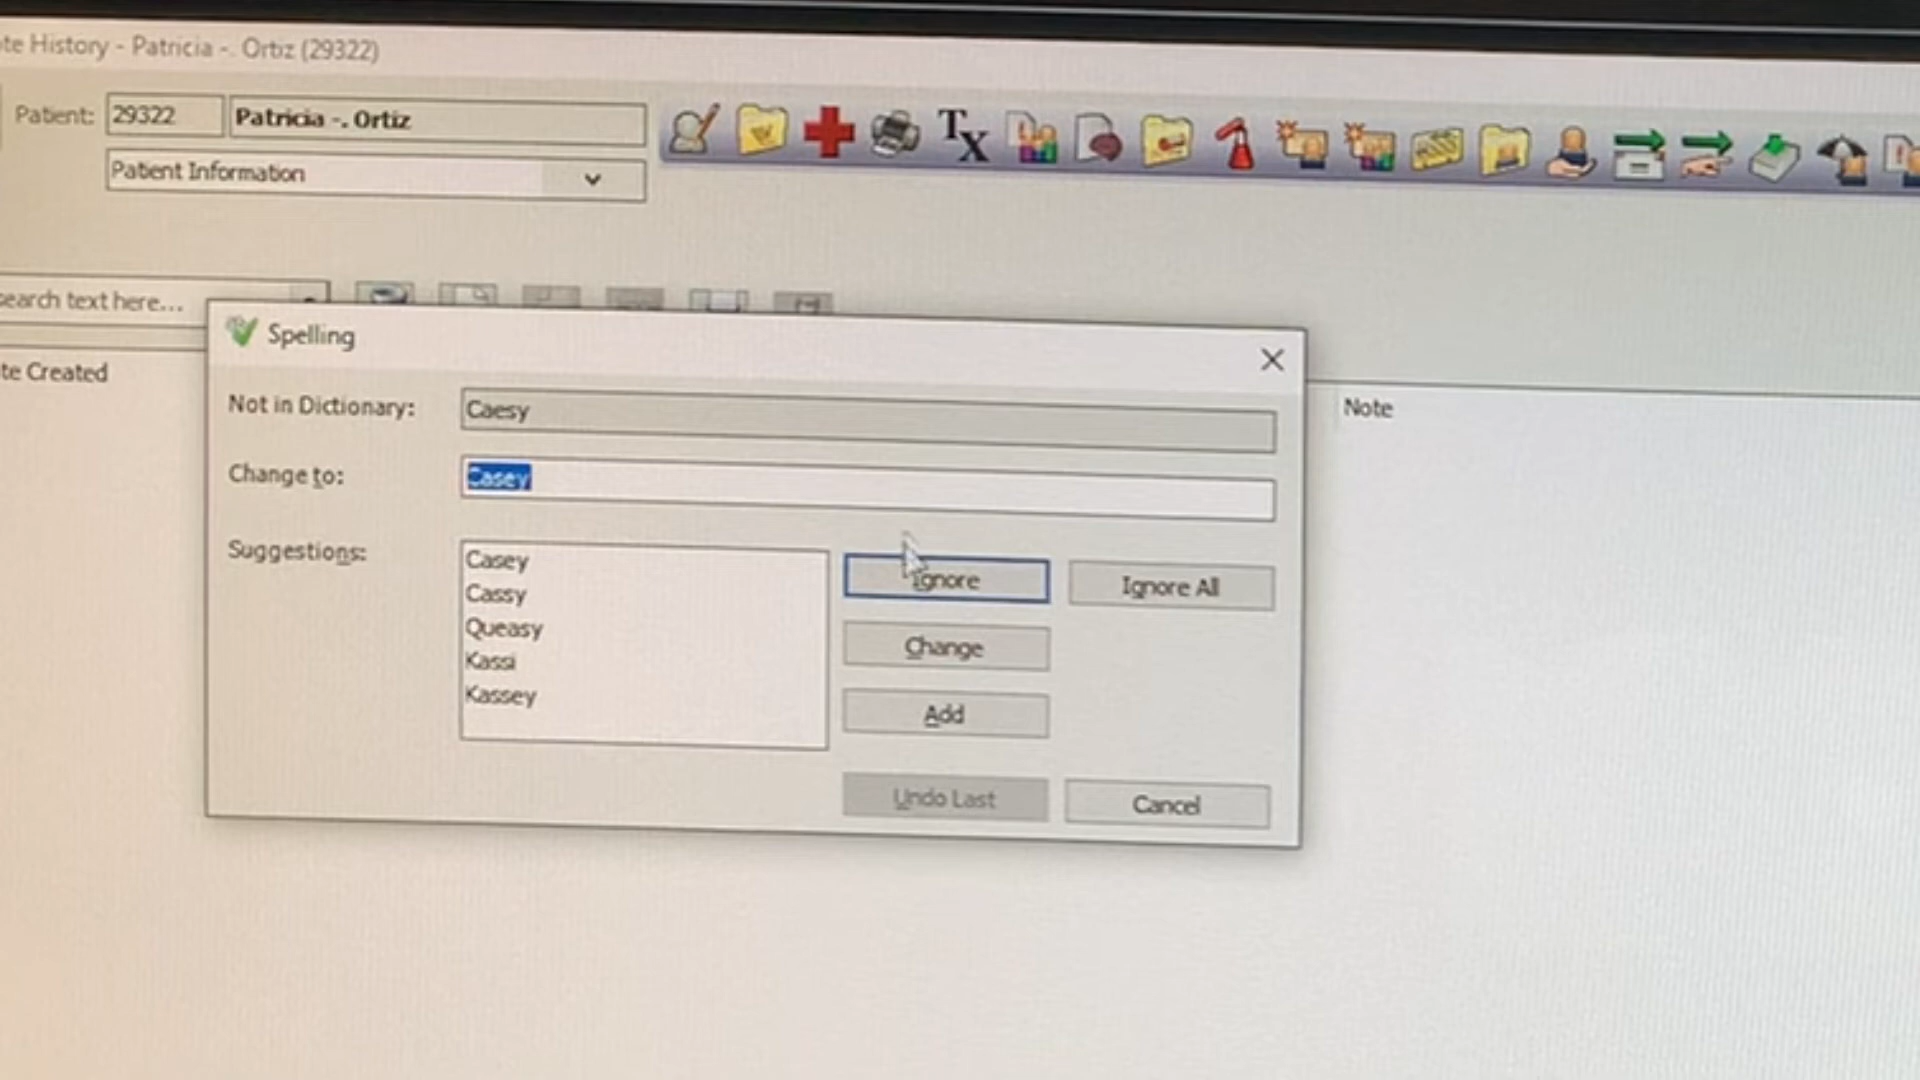 te History - Patricia -. Ortiz (29322)
Patient: 29322 Patricia -. Ortiz
Patient Information
Tx
search text here...
te Created
Note
Spelling
Not in Dictionary: Caesy
Change to: Casey
Suggestions:
Casey
Cassy
Queasy
Kassi
Kassey
Ignore
Ignore All
Change
Add
Undo Last
Cancel